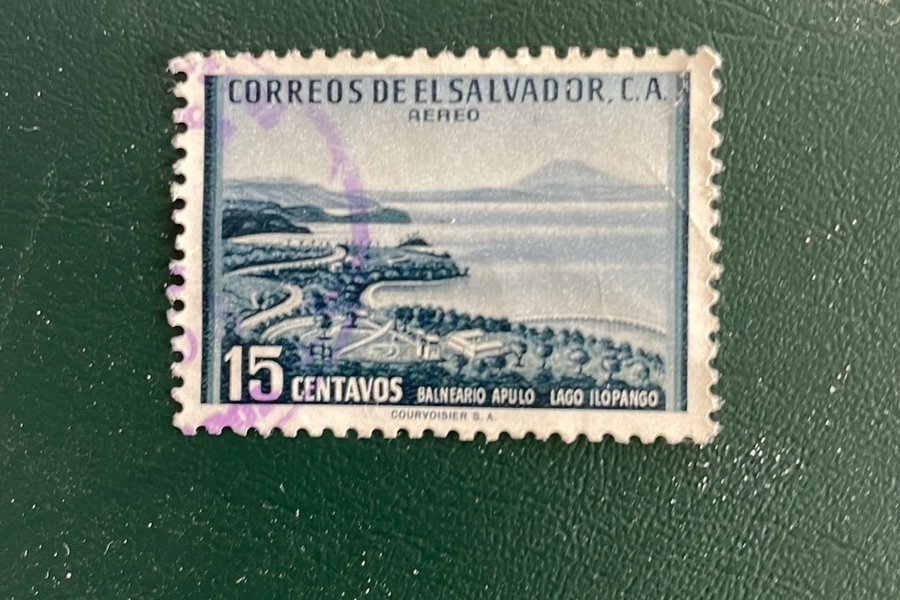 CORREOS DE EL SALVADOR, C.A.
AEREO
15 CENTAVOS BALNEARIO APULO LAGO ILOPANGO
COURVOISIER S. A.